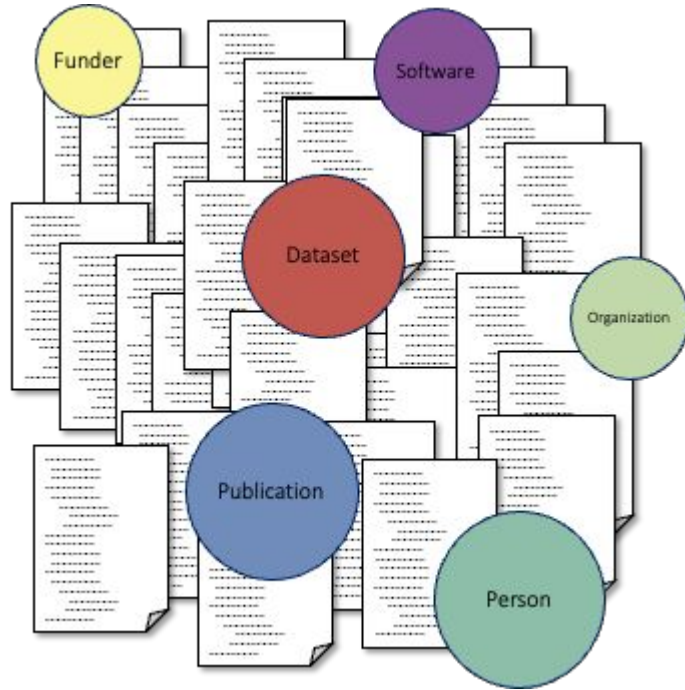 Funder
Software
Dataset
Organization
Publication
Person